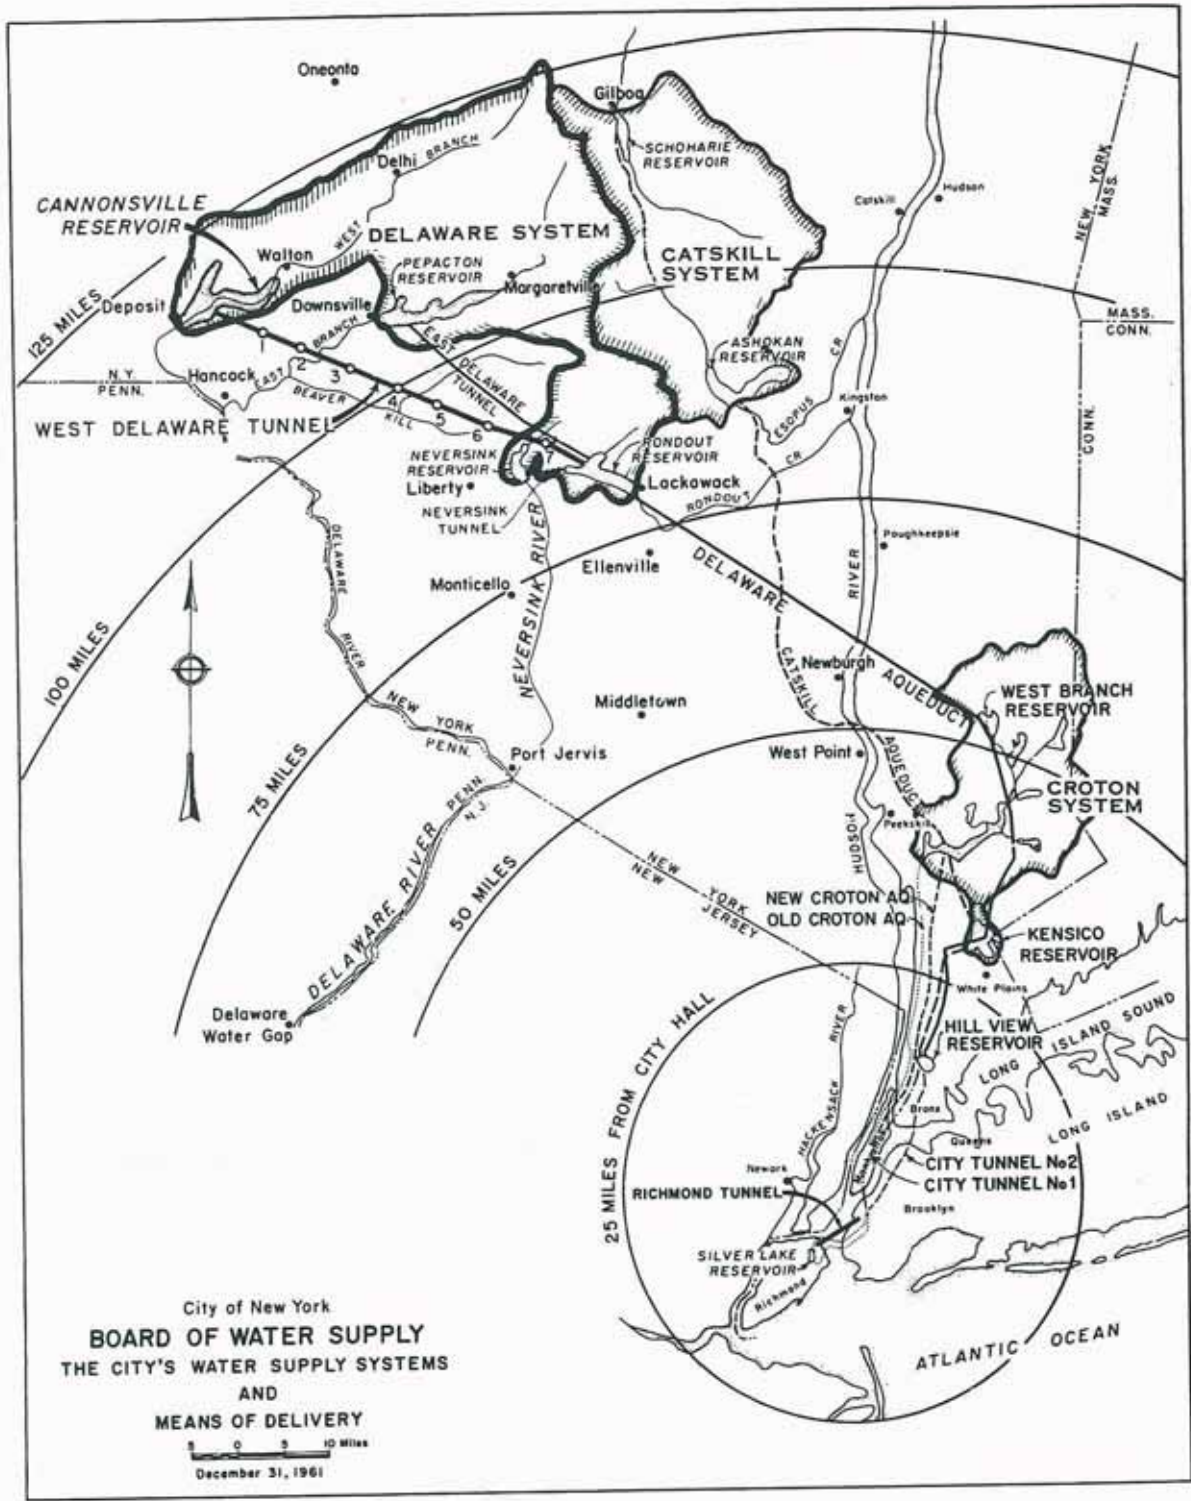 Oneonta
Gilboa
SCHOHARIE
RESERVOIR
Delhi
BRANCH
WEST
CANNONSVILLE
RESERVOIR
Walton
DELAWARE SYSTEM
CATSKILL
SYSTEM
PEPACTON
RESERVOIR
Margaretville
Catskill
Hudson
NEW YORK
MASS.
Deposit
Downsville
125 MILES
MASS.
CONN.
N.Y.
PENN.
Hancock
EAST
BRANCH
BEAVER
KILL
1
2
3
4
5
6
7
EAST DELAWARE
TUNNEL
ASHOKAN
RESERVOIR
ESOPUS
CR
Kingston
CONN.
WEST DELAWARE TUNNEL
NEVERSINK
RESERVOIR
RONDOUT
RESERVOIR
Liberty
Lackawack
RONDOUT
CR
NEVERSINK
TUNNEL
Ellenville
Poughkeepsie
RIVER
Monticello
DELAWARE
RIVER
NEVERSINK RIVER
DELAWARE
AQUEDUCT
100 MILES
CATSKILL
AQUEDUCT
Newburgh
WEST BRANCH
RESERVOIR
Middletown
NEW YORK
PENN.
Port Jervis
West Point
CROTON
SYSTEM
75 MILES
Peekskill
HUDSON
PENN
N.J.
DELAWARE RIVER
50 MILES
NEW YORK
NEW JERSEY
NEW CROTON AQ.
OLD CROTON AQ.
KENSICO
RESERVOIR
White Plains
Delaware
Water Gap
HILL VIEW
RESERVOIR
LONG ISLAND SOUND
LONG ISLAND
25 MILES FROM CITY HALL
HACKENSACK
RIVER
Bronx
Queens
Manhattan
Newark
CITY TUNNEL No 2
CITY TUNNEL No 1
RICHMOND TUNNEL
Brooklyn
SILVER LAKE
RESERVOIR
Richmond
ATLANTIC OCEAN
City of New York
BOARD OF WATER SUPPLY
THE CITY'S WATER SUPPLY SYSTEMS
AND
MEANS OF DELIVERY
5 0 5 10 Miles
December 31, 1961